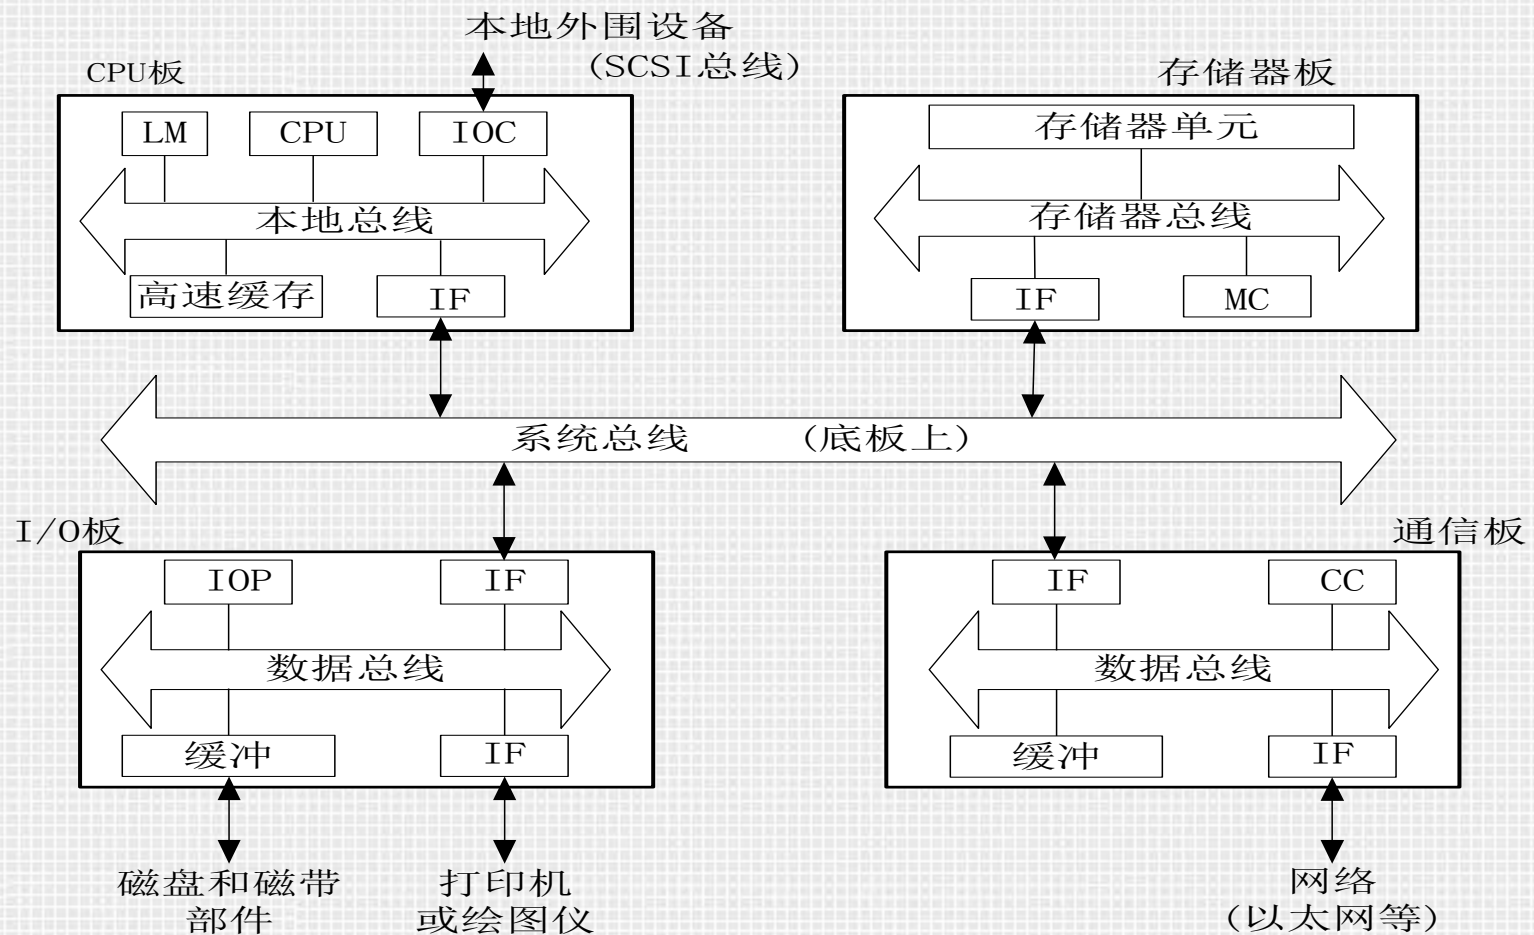 本地外围设备
(SCSI总线)
CPU板
存储器板
LM
CPU
IOC
存储器单元
本地总线
存储器总线
高速缓存
IF
IF
MC
系统总线 (底板上)
I/O板
通信板
IOP
IF
IF
CC
数据总线
数据总线
缓冲
IF
缓冲
IF
磁盘和磁带
部件
打印机
或绘图仪
网络
(以太网等)